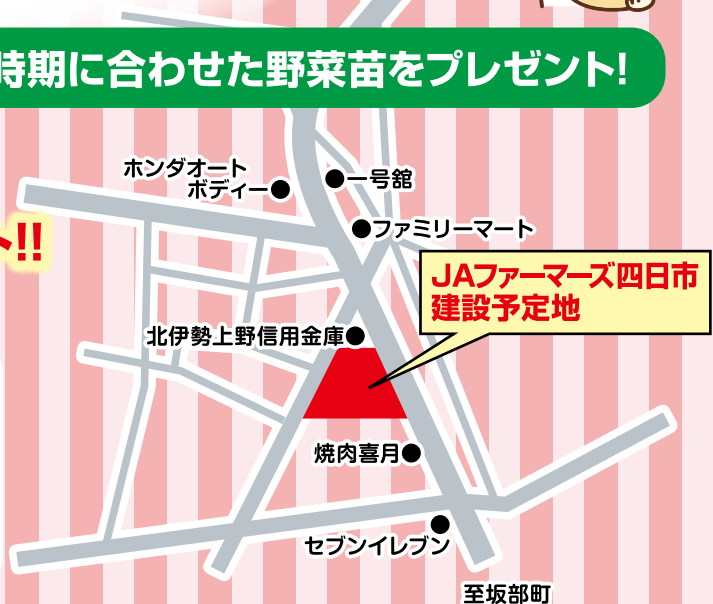 時期に合わせた野菜苗をプレゼント!
ホンダオート
ボディー
一号舘
ファミリーマート
!!
JAファーマーズ四日市
建設予定地
北伊勢上野信用金庫
焼肉喜月
セブンイレブン
至坂部町